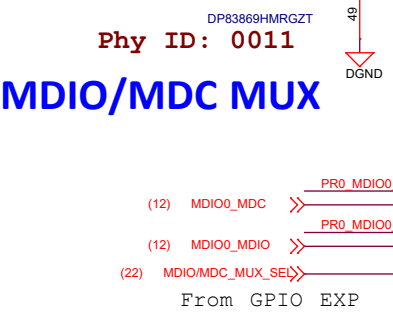 DP83869HMRGZT
49
Phy ID: 0011
DGND
MDIO/MDC MUX
PR0_MDIO0
(12) MDIO0_MDC
PR0_MDIO0
(12) MDIO0_MDIO
(22) MDIO/MDC_MUX_SEL
From GPIO EXP